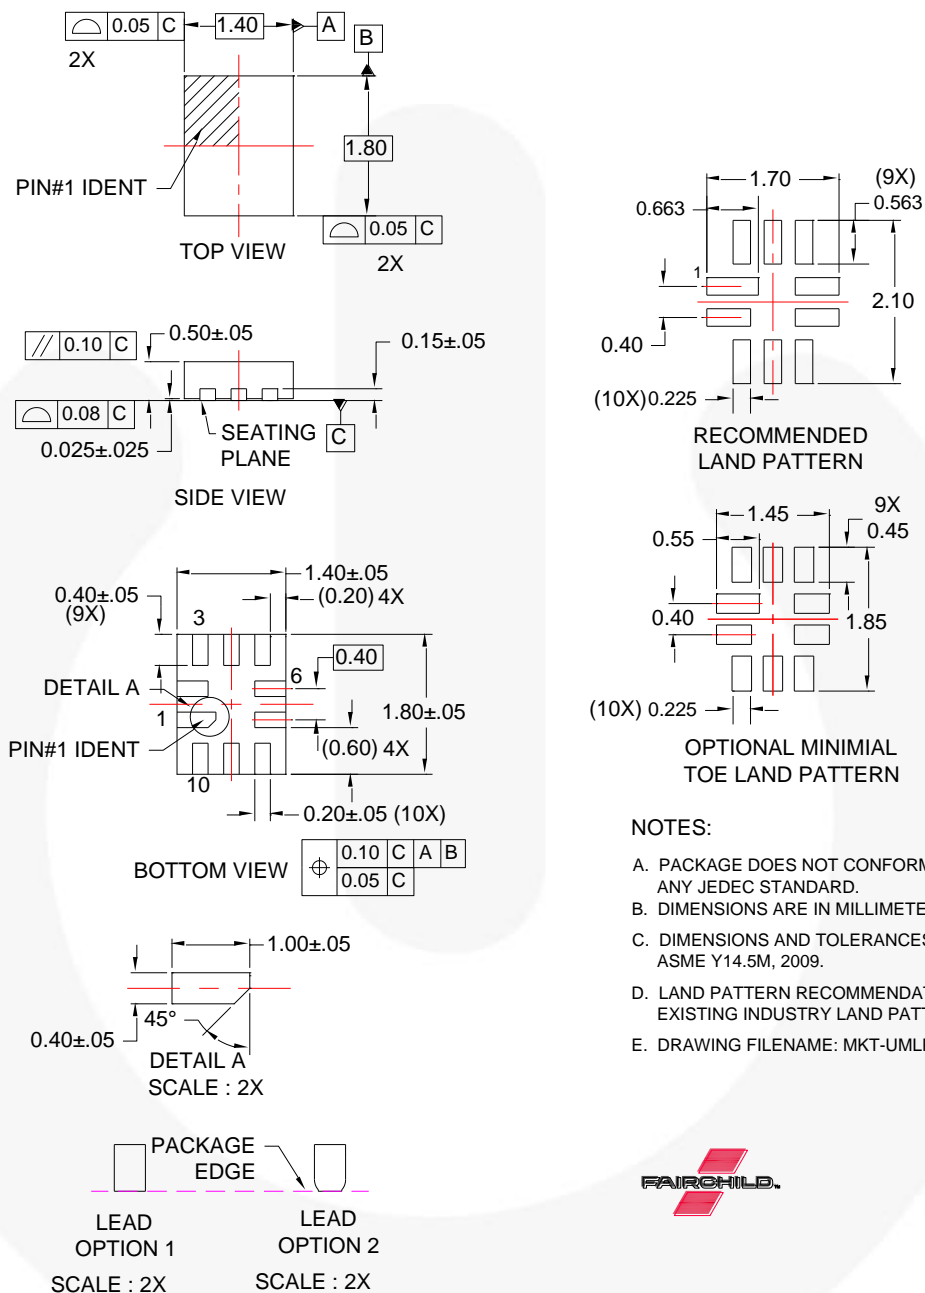 0.05 C
1.40
A
2X
B
1.80
PIN#1 IDENT
0.05 C
TOP VIEW
2X
// 0.10 C
0.50±.05
0.15±.05
0.08 C
0.025±.025
SEATING
PLANE
C
SIDE VIEW
1.40±.05
(0.20) 4X
0.40±.05
(9X)
3
0.40
6
DETAIL A
1
1.80±.05
PIN#1 IDENT
(0.60) 4X
10
0.20±.05 (10X)
BOTTOM VIEW
0.10 C A B
0.05 C
1.00±.05
45°
0.40±.05
DETAIL A
SCALE : 2X
PACKAGE
EDGE
LEAD
OPTION 1
SCALE : 2X
LEAD
OPTION 2
SCALE : 2X
1.70
(9X)
0.563
0.663
1
2.10
0.40
(10X) 0.225
RECOMMENDED
LAND PATTERN
1.45
9X
0.45
0.55
0.40
1.85
(10X) 0.225
OPTIONAL MINIMIAL
TOE LAND PATTERN
NOTES:
A. PACKAGE DOES NOT CONFORM
ANY JEDEC STANDARD.
B. DIMENSIONS ARE IN MILLIMETE
C. DIMENSIONS AND TOLERANCES
ASME Y14.5M, 2009.
D. LAND PATTERN RECOMMENDAT
EXISTING INDUSTRY LAND PATT
E. DRAWING FILENAME: MKT-UMLP
FAIRCHILD™